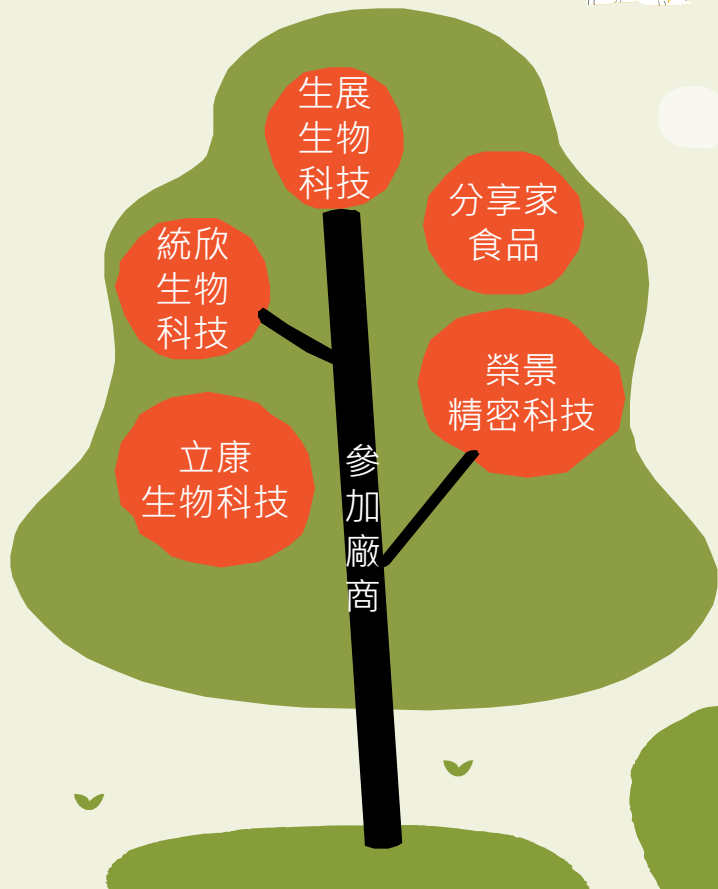 生展
生物
科技
分享家
食品
統欣
生物
科技
榮景
精密科技
立康
生物科技
參
加
廠
商